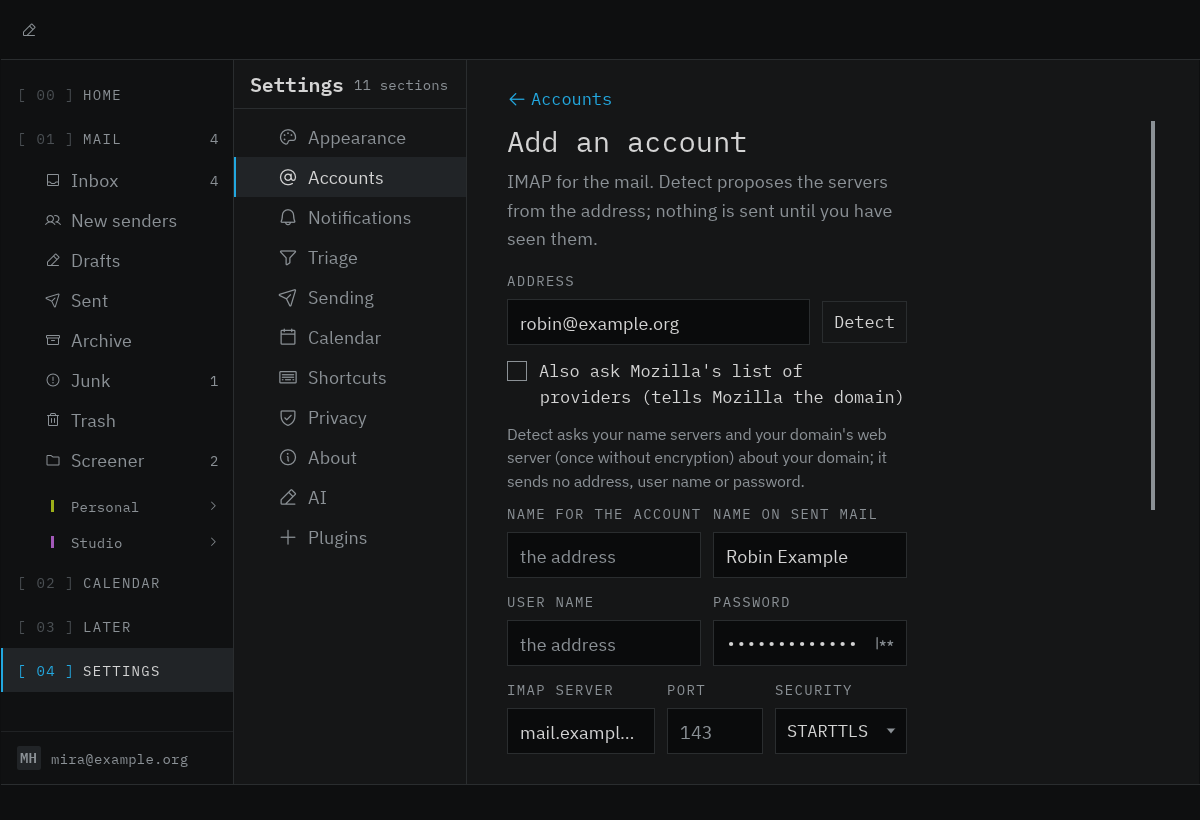 [ 00 ] HOME
[ 01 ] MAIL 4
Inbox 4
New senders
Drafts
Sent
Archive
Junk 1
Trash
Screener 2
Personal
Studio
[ 02 ] CALENDAR
[ 03 ] LATER
[ 04 ] SETTINGS
MH mira@example.org
Settings 11 sections
Appearance
Accounts
Notifications
Triage
Sending
Calendar
Shortcuts
Privacy
About
AI
Plugins
← Accounts
Add an account
IMAP for the mail. Detect proposes the servers
from the address; nothing is sent until you have
seen them.
ADDRESS
robin@example.org Detect
Also ask Mozilla's list of
providers (tells Mozilla the domain)
Detect asks your name servers and your domain's web
server (once without encryption) about your domain; it
sends no address, user name or password.
NAME FOR THE ACCOUNT NAME ON SENT MAIL
the address Robin Example
USER NAME PASSWORD
the address •••••••••••••
IMAP SERVER PORT SECURITY
mail.exampl… 143 STARTTLS